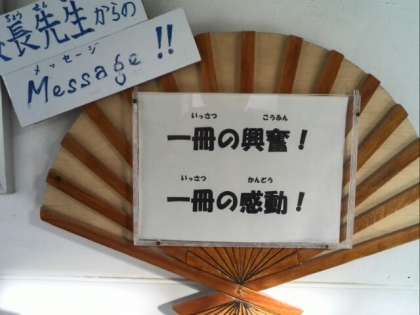 長先生からの
メッセージ
Message!!
いっさつ こうふん
一冊の興奮！
いっさつ かんどう
一冊の感動！